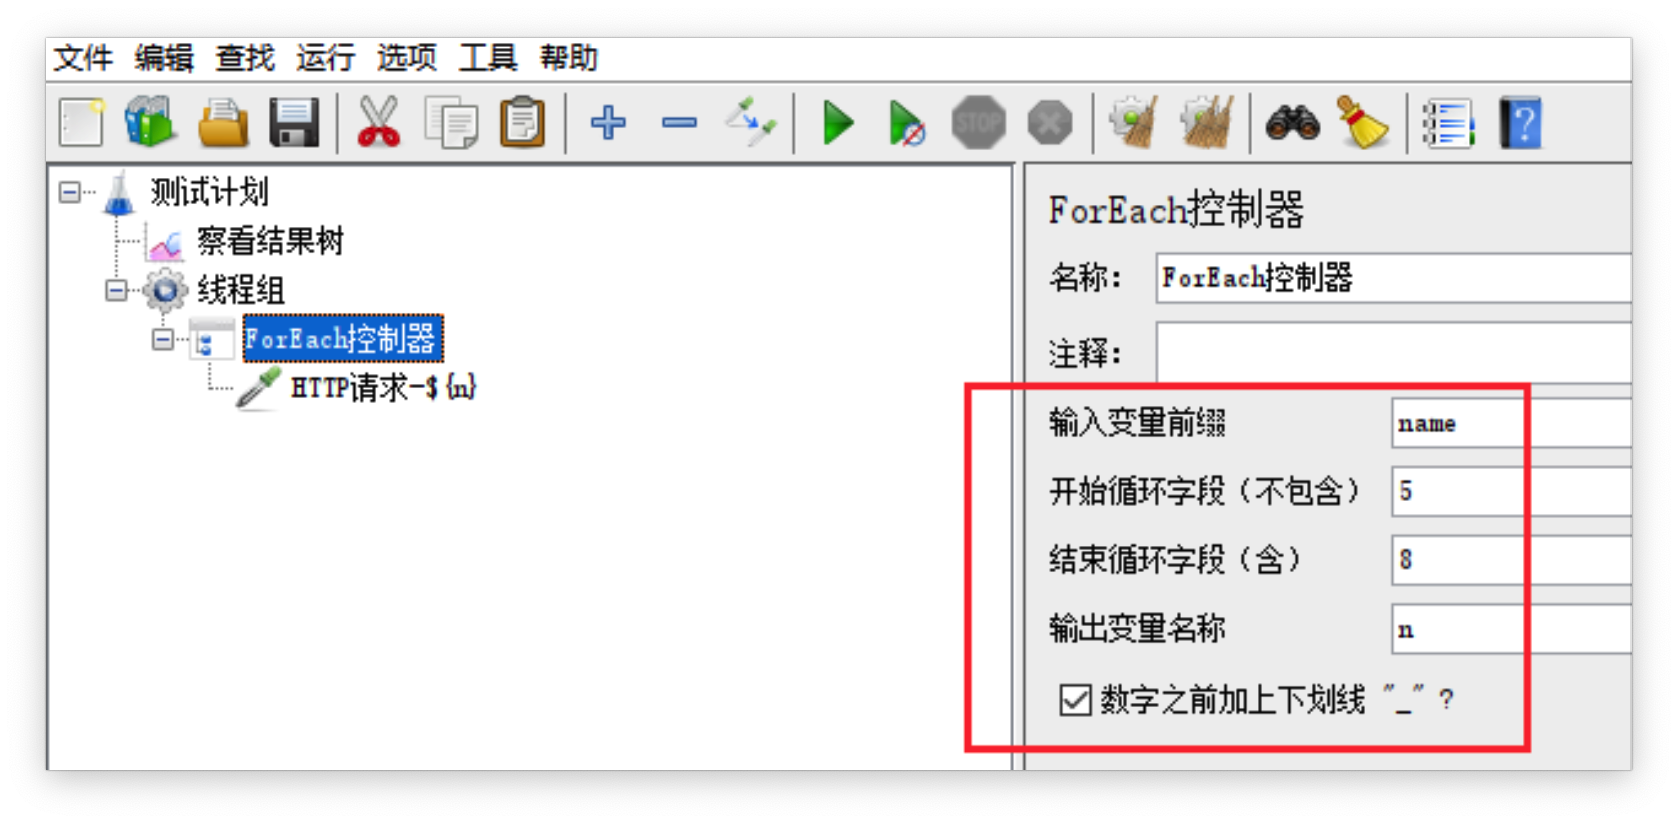 文件 编辑 查找 运行 选项 工具 帮助
STOP
?
测试计划
察看结果树
线程组
ForEach控制器
HTTP请求-${n}
ForEach控制器
名称： ForEach控制器
注释：
输入变量前缀 name
开始循环字段（不包含） 5
结束循环字段（含） 8
输出变量名称 n
数字之前加上下划线 "_" ?